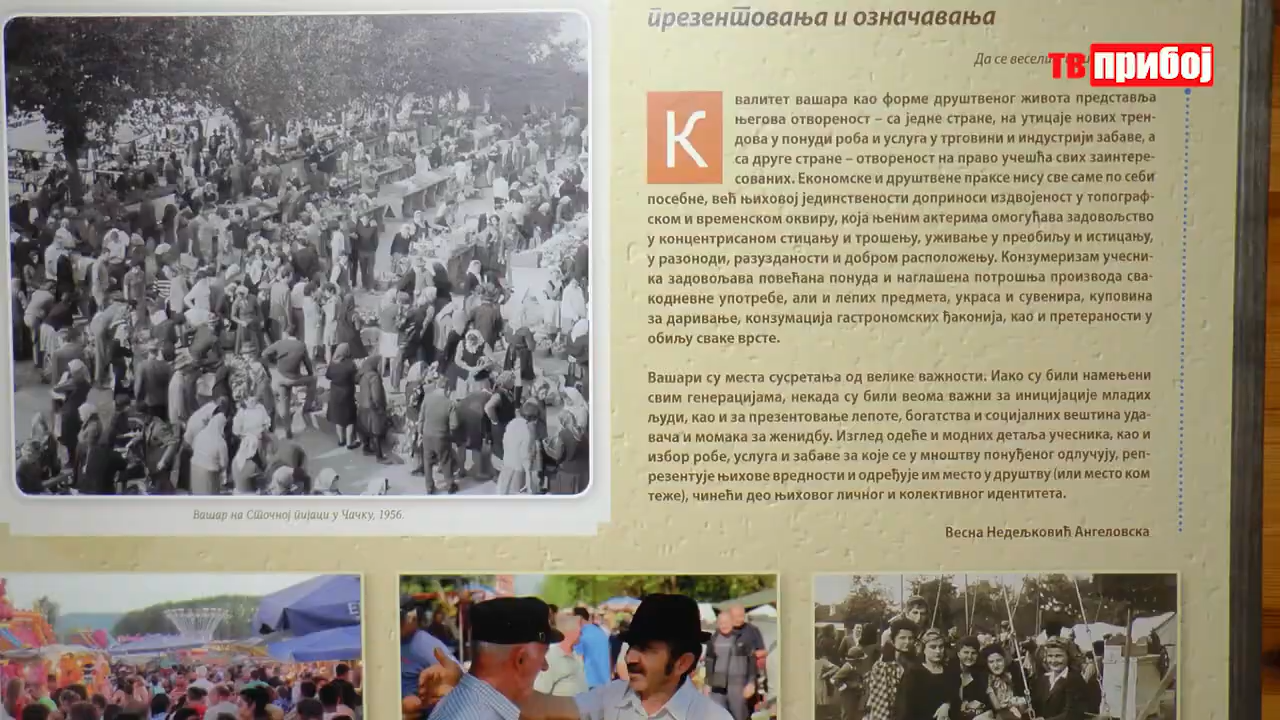 презентовања и означавања
Да се весели
ТВ прибој
К
валитет вашара као форме друштвеног живота представља
његова отвореност – са једне стране, на утицаје нових трен-
дова у понуди роба и услуга у трговини и индустрији забаве, а
са друге стране – отвореност на право учешћа свих заинтере-
сованих. Економске и друштвене праксе нису све саме по себи
посебне, већ њиховој јединствености доприноси издвојеност у топограф-
ском и временском оквиру, која њеним актерима омогућава задовољство
у концентрисаном стицању и трошењу, уживање у преобиљу и истицању,
у разоноди, разузданости и добром расположењу. Конзумеризам учесни-
ка задовољава повећана понуда и наглашена потрошња производа сва-
кодневне употребе, али и лепих предмета, украса и сувенира, куповина
за даривање, конзумација гастрономских ђаконија, као и претераности у
обиљу сваке врсте.
Вашари су места сусретања од велике важности. Иако су били намењени
свим генерацијама, некада су били веома важни за иницијације младих
људи, као и за презентовање лепоте, богатства и социјалних вештина уда-
вача и момака за женидбу. Изглед одеће и модних детаља учесника, као и
избор робе, услуга и забаве за које се у мноштву понуђеног одлучују, реп-
резентује њихове вредности и одређује им место у друштву (или место ком
теже), чинећи део њиховог личног и колективног идентитета.
Весна Недељковић Ангеловска
Вашар на Сточној пијаци у Чачку, 1956.